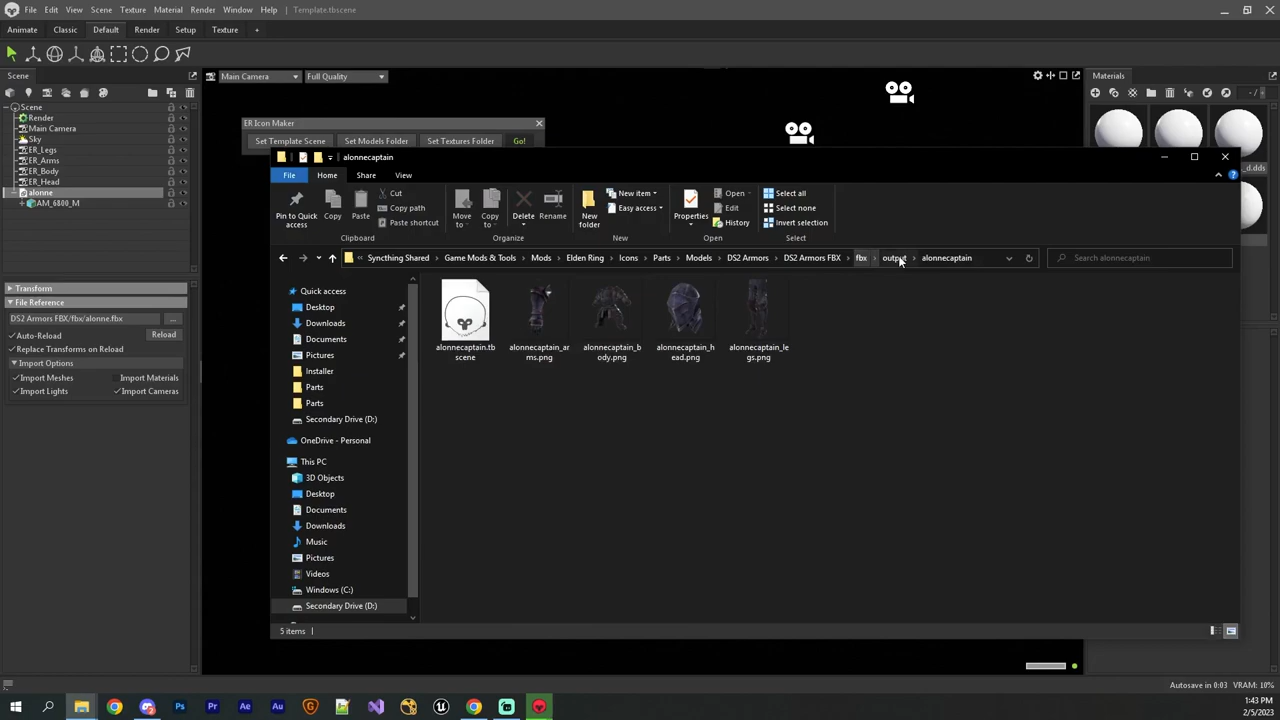 File Edit View Scene Texture Material Render Window Help Template.tbscene
Animate Classic Default Render Setup Texture +
Scene
Main Camera Full Quality
Materials
Scene
Render
Main Camera
Sky
ER_Legs
ER_Arms
ER_Body
ER_Head
alonne
AM_6800_M
ER Icon Maker
Set Template Scene Set Models Folder Set Textures Folder Go!
alonnecaptain
File Home Share View
Pin to Quick access
Copy
Paste
Cut
Copy path
Paste shortcut
Clipboard
Move to
Copy to
Delete
Rename
Organize
New folder
New item
Easy access
New
Properties
Open
Edit
History
Open
Select all
Select none
Invert selection
Select
« Syncthing Shared > Game Mods & Tools > Mods > Elden Ring > Icons > Parts > Models > DS2 Armors > DS2 Armors FBX > fbx > output > alonnecaptain
Search alonnecaptain
Quick access
Desktop
Downloads
Documents
Pictures
Installer
Parts
Parts
Secondary Drive (D:)
OneDrive - Personal
This PC
3D Objects
Desktop
Documents
Downloads
Music
Pictures
Videos
Windows (C:)
Secondary Drive (D:)
alonnecaptain.tbscene
alonnecaptain_arms.png
alonnecaptain_body.png
alonnecaptain_head.png
alonnecaptain_legs.png
5 items
Transform
File Reference
DS2 Armors FBX/fbx/alonne.fbx ...
Auto-Reload Reload
Replace Transforms on Reload
Import Options
Import Meshes Import Materials
Import Lights Import Cameras
Autosave in 0:03 VRAM: 10%
1:43 PM
2/5/2023